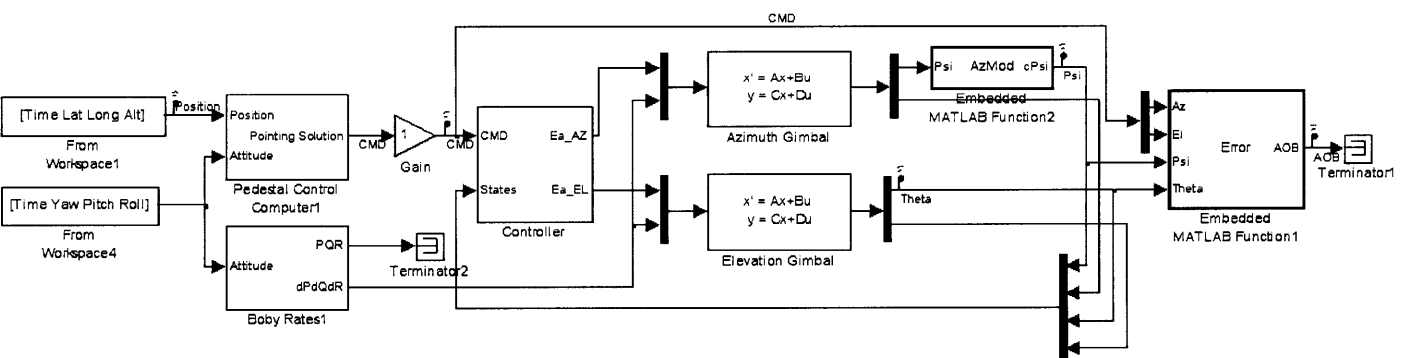 CMD
[Time Lat Long Alt]
From
Workspace1
Position
Position
Attitude
Pointing Solution
Pedestal Control
Computer1
CMD
1
Gain
CMD
CMD
States
Ea_AZ
Ea_EL
Controller
x' = Ax+Bu
y = Cx+Du
Azimuth Gimbal
Psi
AzMod
cPsi
Psi
Embedded
MATLAB Function2
Az
El
Psi
Theta
Error
AOB
Embedded
MATLAB Function1
AOB
Terminator1
[Time Yaw Pitch Roll]
From
Workspace4
Attitude
PQR
dPdQdR
Boby Rates1
Terminator2
x' = Ax+Bu
y = Cx+Du
Elevation Gimbal
Theta